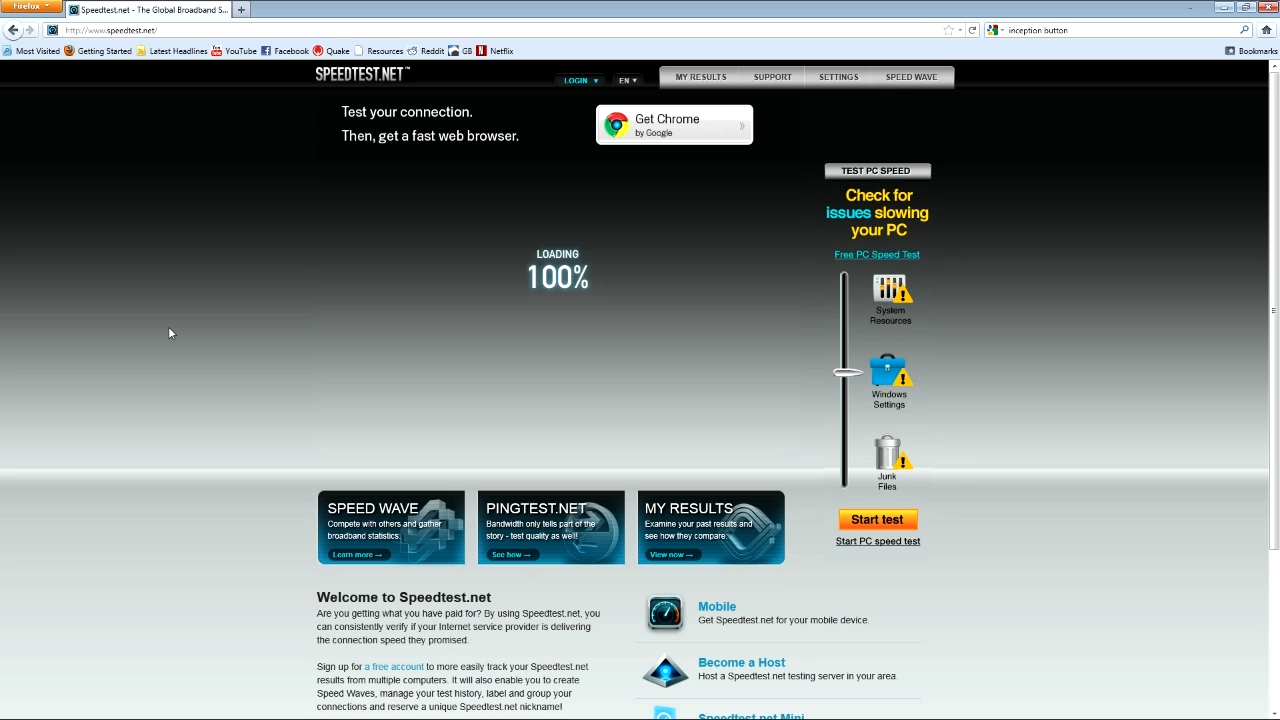 Firefox
Speedtest.net - The Global Broadband S...
http://www.speedtest.net/
inception button
Most Visited
Getting Started
Latest Headlines
YouTube
Facebook
Quake
Resources
Reddit
GB
Netflix
Bookmarks
SPEEDTEST.NET™
LOGIN
EN
MY RESULTS
SUPPORT
SETTINGS
SPEED WAVE
Test your connection.
Then, get a fast web browser.
Get Chrome
by Google
TEST PC SPEED
Check for
issues slowing
your PC
Free PC Speed Test
LOADING
100%
System
Resources
Windows
Settings
Junk
Files
Start test
Start PC speed test
SPEED WAVE
Compete with others and gather
broadband statistics.
Learn more →
PINGTEST.NET
Bandwidth only tells part of the
story - test quality as well!
See how →
MY RESULTS
Examine your past results and
see how they compare.
View now →
Welcome to Speedtest.net
Are you getting what you have paid for? By using Speedtest.net, you
can consistently verify if your Internet service provider is delivering
the connection speed they promised.
Sign up for a free account to more easily track your Speedtest.net
results from multiple computers. It will also enable you to create
Speed Waves, manage your test history, label and group your
connections and reserve a unique Speedtest.net nickname!
Mobile
Get Speedtest.net for your mobile device.
Become a Host
Host a Speedtest.net testing server in your area.
Speedtest.net Mini